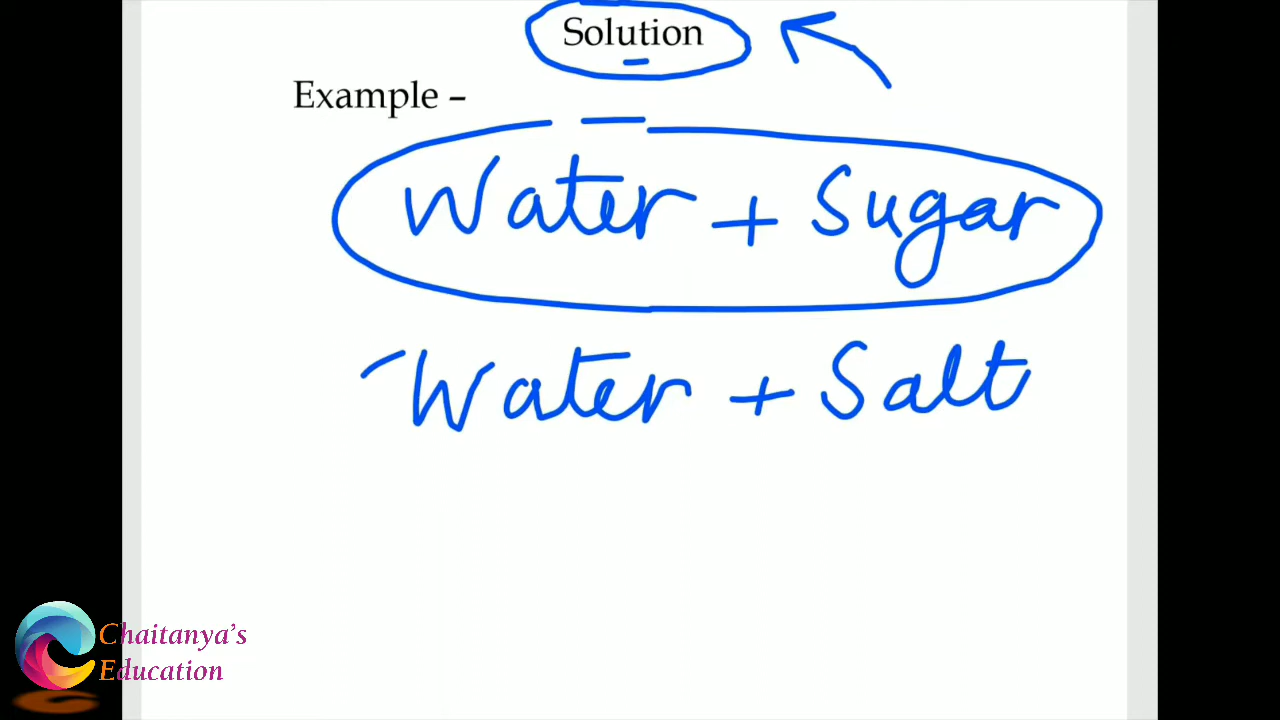 Solution
Example –
Water + Sugar
Water + Salt
Chaitanya's
Education